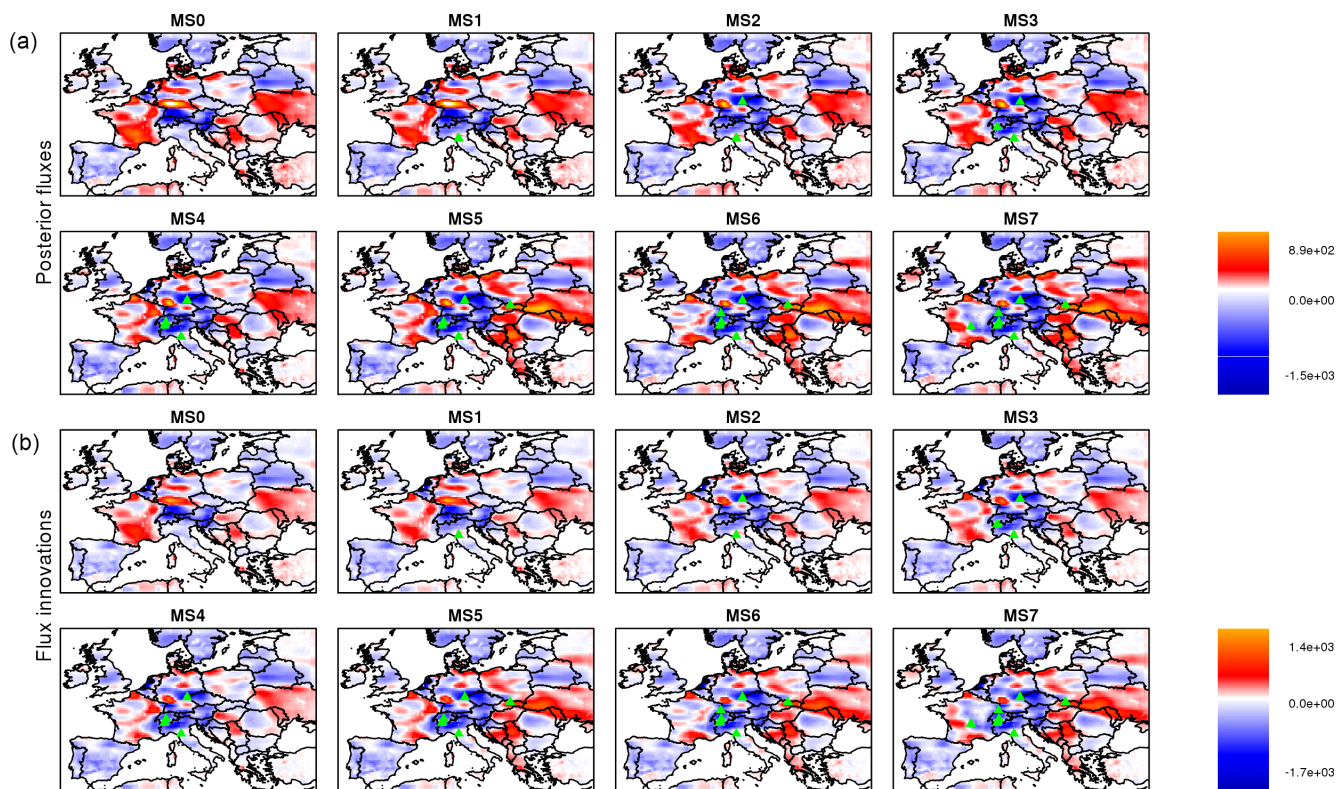 MS0 MS1 MS2 MS3
(a)
Posterior fluxes
MS4 MS5 MS6 MS7
8.9e+02
0.0e+00
-1.5e+03
MS0 MS1 MS2 MS3
(b)
Flux innovations
MS4 MS5 MS6 MS7
1.4e+03
0.0e+00
-1.7e+03